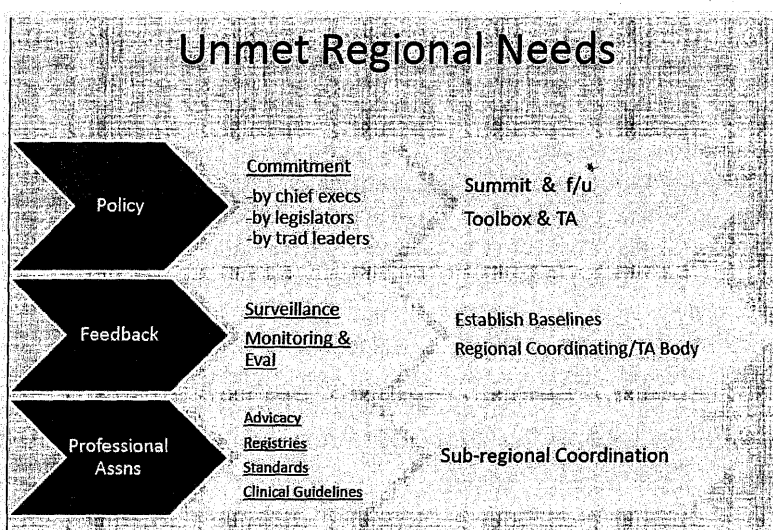 Unmet Regional Needs
Policy
Commitment
-by chief execs
-by legislators
-by trad leaders
Summit & f/u
Toolbox & TA
Feedback
Surveillance
Monitoring &
Eval
Establish Baselines
Regional Coordinating/TA Body
Professional
Assns
Advicacy
Registries
Standards
Clinical Guidelines
Sub-regional Coordination